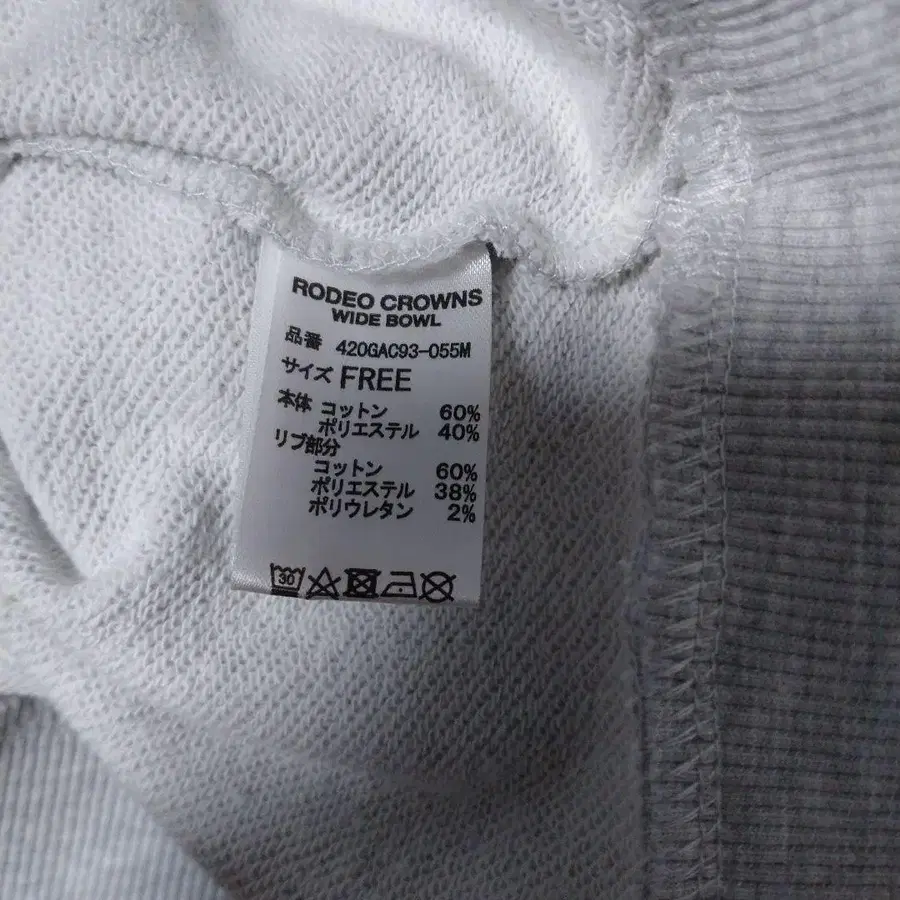 RODEO CROWNS
WIDE BOWL
品番 420GAC93-055M
サイズ FREE
本体 コットン 60%
ポリエステル 40%
リブ部分
コットン 60%
ポリエステル 38%
ポリウレタン 2%
30